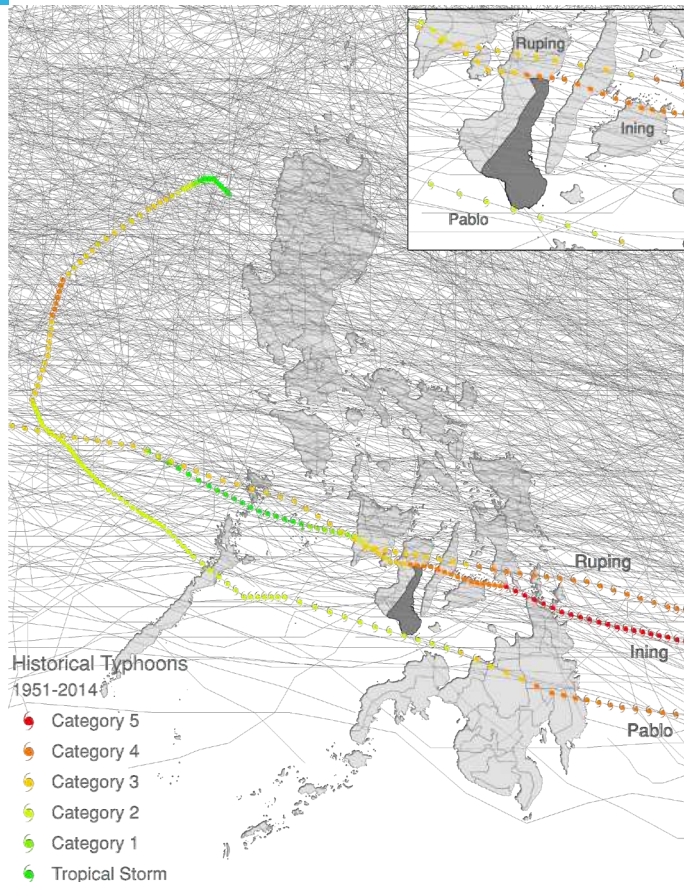 Ruping
Ining
Pablo
Ruping
Ining
Pablo
Historical Typhoons
1951-2014
Category 5
Category 4
Category 3
Category 2
Category 1
Tropical Storm